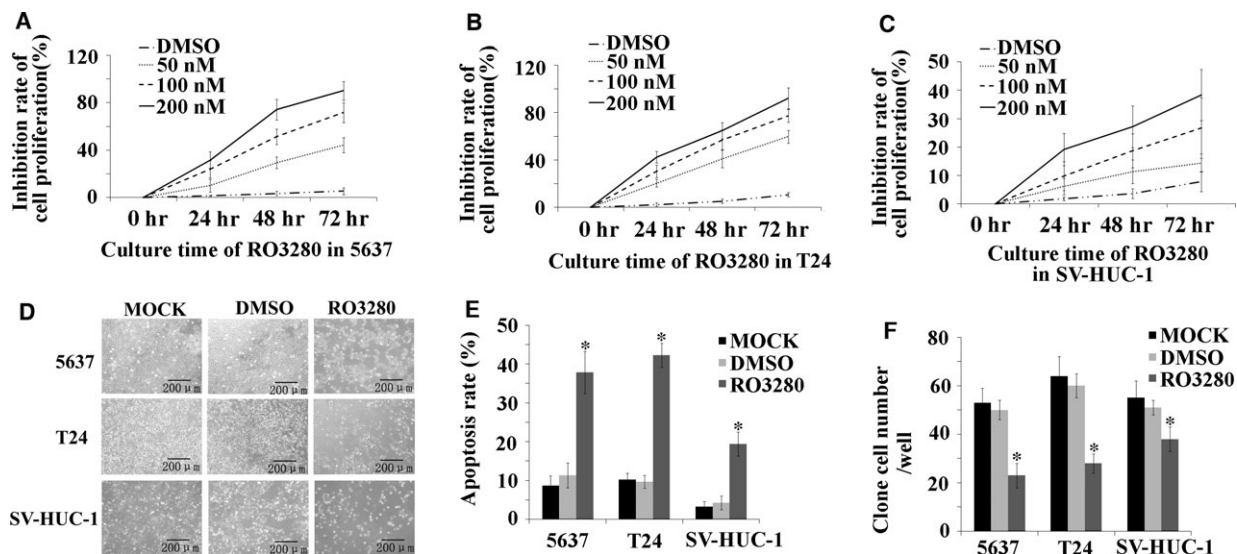 A
Inhibition rate of
cell proliferation(%)
120
80
40
0
DMSO
50 nM
100 nM
200 nM
0 hr 24 hr 48 hr 72 hr
Culture time of RO3280 in 5637
B
Inhibition rate of
cell proliferation(%)
120
80
40
0
DMSO
50 nM
100 nM
200 nM
0 hr 24 hr 48 hr 72 hr
Culture time of RO3280 in T24
C
Inhibition rate of
cell proliferation(%)
50
40
30
20
10
0
DMSO
50 nM
100 nM
200 nM
0 hr 24 hr 48 hr 72 hr
Culture time of RO3280
in SV-HUC-1
D
MOCK DMSO RO3280
5637
200 μm 200 μm 200 μm
T24
200 μm 200 μm 200 μm
SV-HUC-1
200 μm 200 μm 200 μm
E
Apoptosis rate (%)
50
40
30
20
10
0
MOCK
DMSO
RO3280
* * *
5637 T24 SV-HUC-1
F
Clone cell number
/well
80
60
40
20
0
MOCK
DMSO
RO3280
* * *
5637 T24 SV-HUC-1